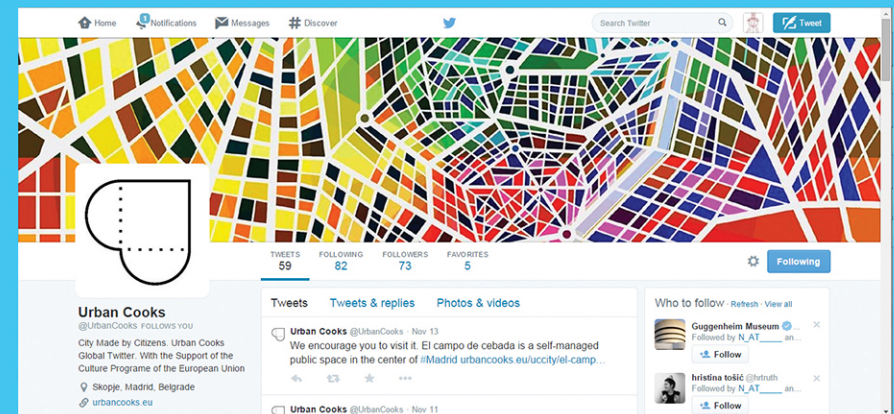 Home 1 Notifications Messages # Discover Search Twitter Tweet
TWEETS FOLLOWING FOLLOWERS FAVORITES
59 82 73 5
Following
Urban Cooks
@UrbanCooks FOLLOWS YOU
City Made by Citizens. Urban Cooks
Global Twitter. With the Support of the
Culture Programe of the European Union
Skopje, Madrid, Belgrade
urbancooks.eu
Tweets Tweets & replies Photos & videos
Urban Cooks @UrbanCooks · Nov 13
We encourage you to visit it. El campo de cebada is a self-managed
public space in the center of #Madrid urbancooks.eu/uccity/el-camp...
Urban Cooks @UrbanCooks · Nov 11
Who to follow · Refresh · View all
Guggenheim Museum ...
Followed by N_AT____ an...
Follow
hristina tošić @hrtruth
Followed by N_AT____ an...
Follow